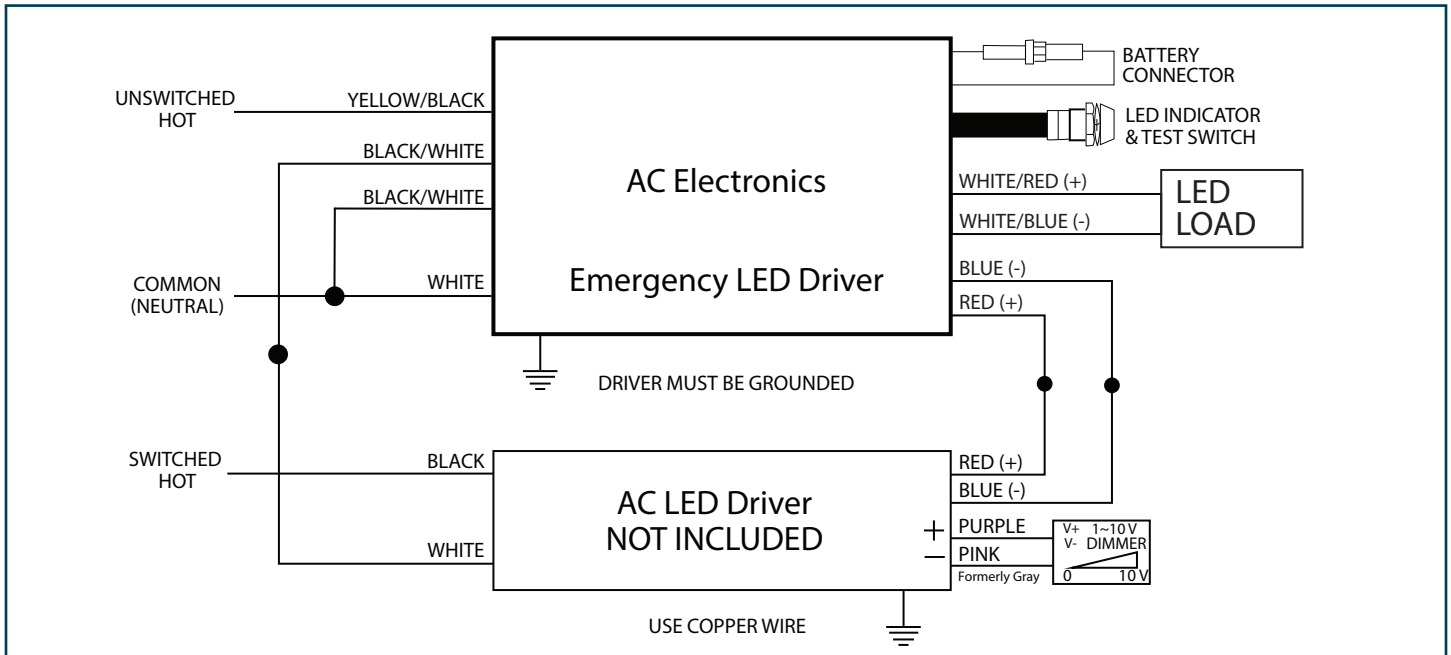 UNSWITCHED
HOT
YELLOW/BLACK
BLACK/WHITE
BLACK/WHITE
COMMON
(NEUTRAL)
WHITE
AC Electronics
Emergency LED Driver
BATTERY
CONNECTOR
LED INDICATOR
& TEST SWITCH
WHITE/RED (+)
WHITE/BLUE (-)
LED
LOAD
BLUE (-)
RED (+)
DRIVER MUST BE GROUNDED
SWITCHED
HOT
BLACK
WHITE
AC LED Driver
NOT INCLUDED
RED (+)
BLUE (-)
+ PURPLE
− PINK
Formerly Gray
V+ 1~10 V
V- DIMMER
0 10 V
USE COPPER WIRE